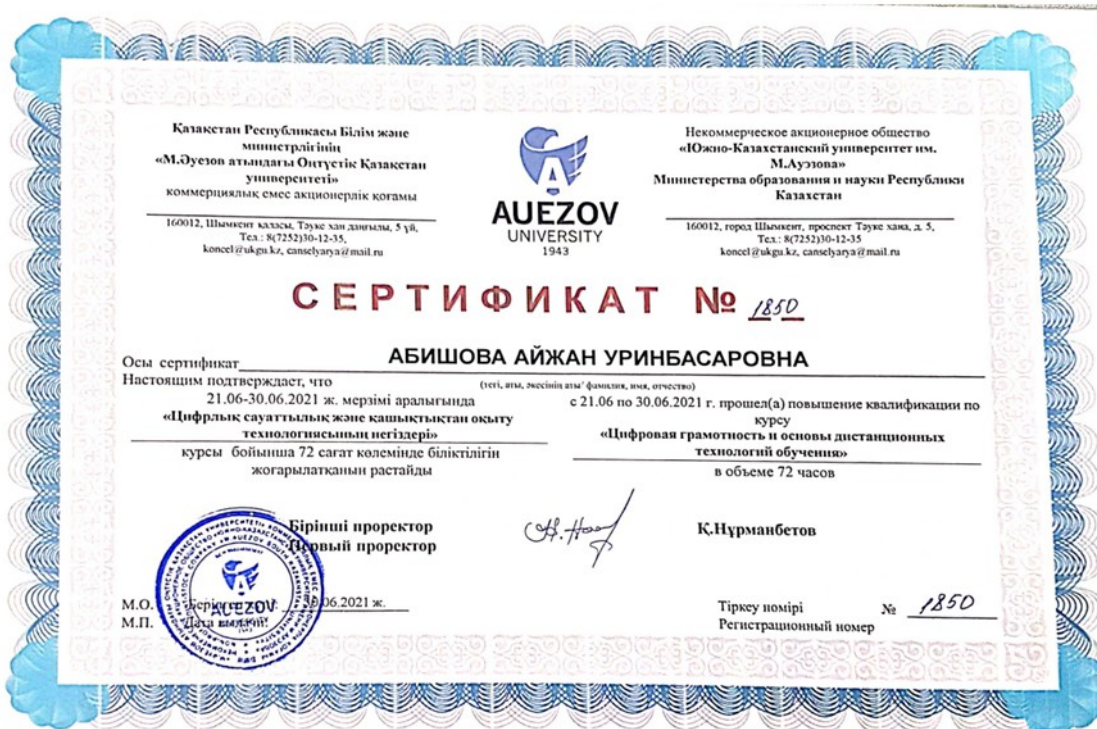 Қазақстан Республикасы Білім және
министрлігінің
«М.Әуезов атындағы Оңтүстік Қазақстан
университеті»
коммерциялық емес акционерлік қоғамы
160012, Шымкент қаласы, Тәуке хан даңғылы, 5 үй,
Тел.: 8(7252)30-12-35,
koncel@ukgu.kz, canselyarya@mail.ru
AUEZOV
UNIVERSITY
1943
Некоммерческое акционерное общество
«Южно-Казахстанский университет им.
М.Ауэзова»
Министерства образования и науки Республики
Казахстан
160012, город Шымкент, проспект Тауке хана, д. 5,
Тел.: 8(7252)30-12-35
koncel@ukgu.kz, canselyarya@mail.ru
СЕРТИФИКАТ № 1850
Осы сертификат АБИШОВА АЙЖАН УРИНБАСАРОВНА
Настоящим подтверждает, что (тегі, аты, әкесінің аты/ фамилия, имя, отчество)
21.06-30.06.2021 ж. мерзімі аралығында
«Цифрлық сауаттылық және қашықтықтан оқыту
технологиясының негіздері»
курсы бойынша 72 сағат көлемінде біліктілігін
жоғарылатқанын растайды
с 21.06 по 30.06.2021 г. прошел(а) повышение квалификации по
курсу
«Цифровая грамотность и основы дистанционных
технологий обучения»
в объеме 72 часов
Бірінші проректор
Первый проректор
Қ.Нұрманбетов
М.О.
06.2021 ж.
М.П. Дата выдачи:
AUEZOV
Тіркеу номірі № 1850
Регистрационный номер